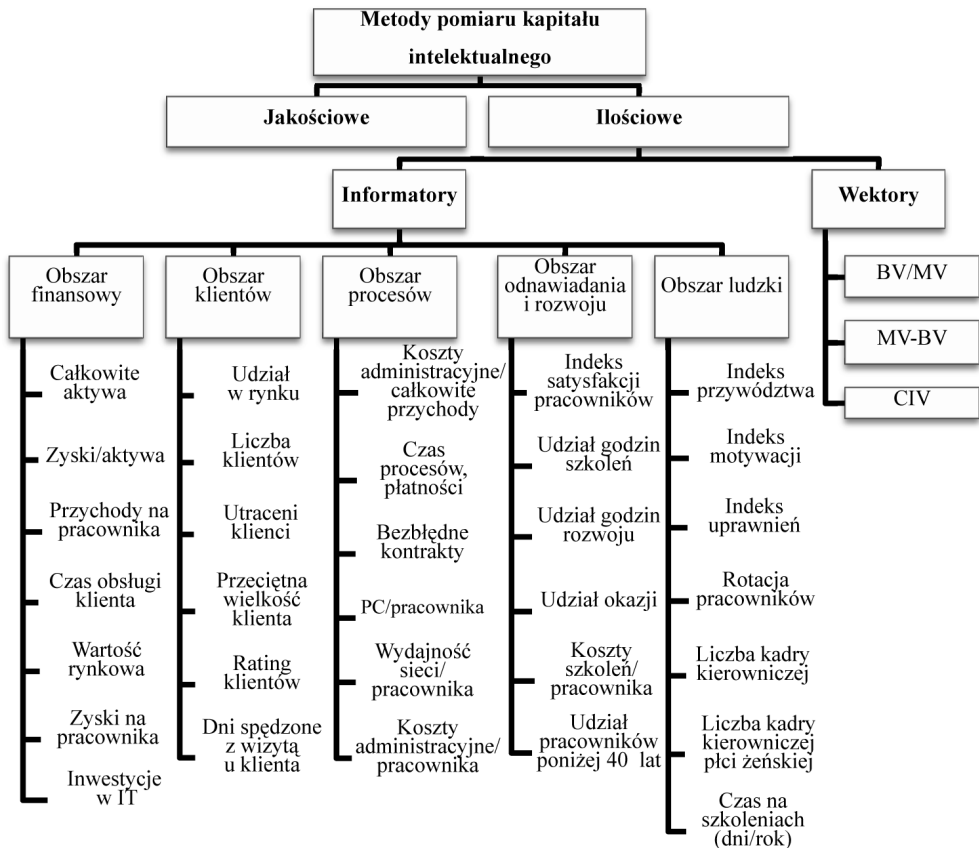 Metody pomiaru kapitału
intelektualnego
Jakościowe
Ilościowe
Informatory
Wektory
Obszar
finansowy
Całkowite
aktywa
Zyski/aktywa
Przychody na
pracownika
Czas obsługi
klienta
Wartość
rynkowa
Zyski na
pracownika
Inwestycje
w IT
Obszar
klientów
Udział
w rynku
Liczba
klientów
Utraceni
klienci
Przeciętna
wielkość
klienta
Rating
klientów
Dni spędzone
z wizytą
u klienta
Obszar
procesów
Koszty
administracyjne/
całkowite
przychody
Czas
procesów,
płatności
Bezbłędne
kontrakty
PC/pracownika
Wydajność
sieci/
pracownika
Koszty
administracyjne/
pracownika
Obszar
odnawiadania
i rozwoju
Indeks
satysfakcji
pracowników
Udział godzin
szkoleń
Udział godzin
rozwoju
Udział okazji
Koszty
szkoleń/
pracownika
Udział
pracowników
poniżej 40 lat
Obszar ludzki
Indeks
przywództwa
Indeks
motywacji
Indeks
uprawnień
Rotacja
pracowników
Liczba kadry
kierowniczej
Liczba kadry
kierowniczej
płci żeńskiej
Czas na
szkoleniach
(dni/rok)
BV/MV
MV-BV
CIV